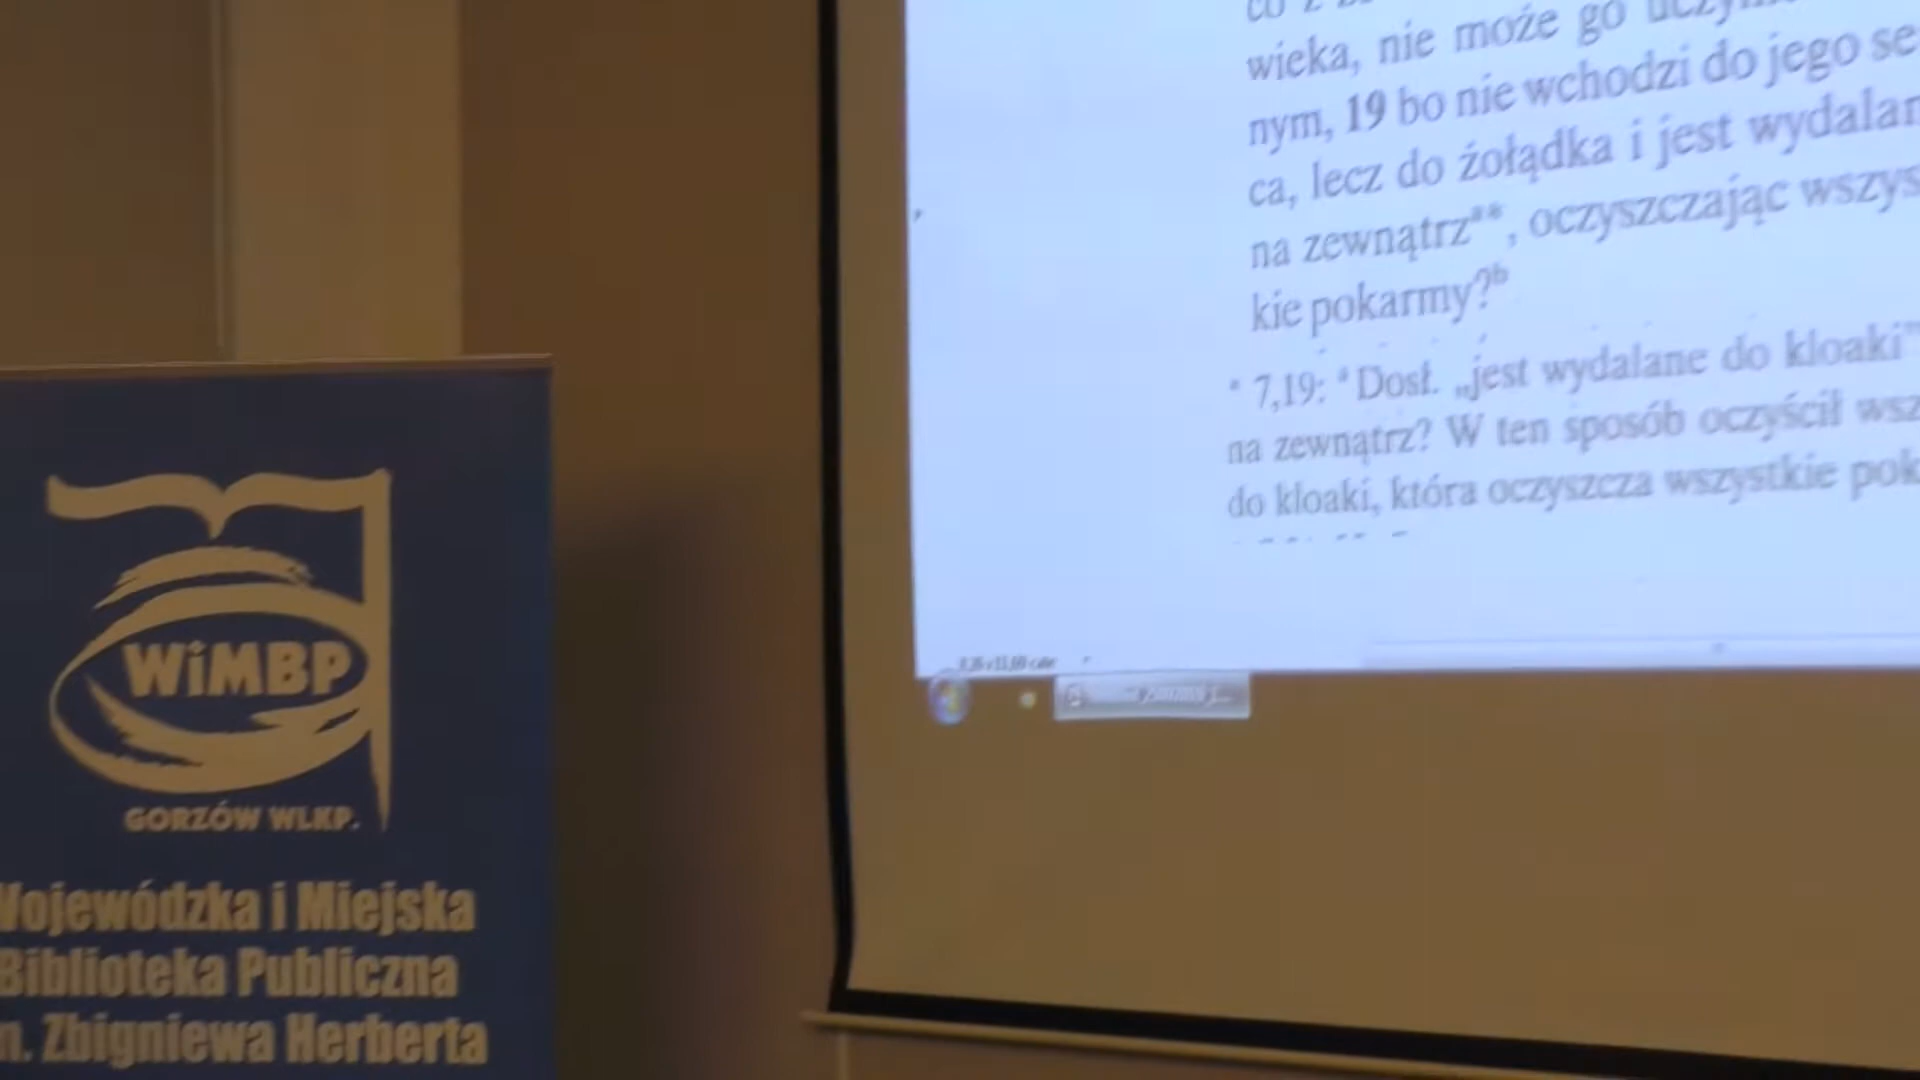 wieka, nie może go
nym, 19 bo nie wchodzi do jego se
ca, lecz do żołądka i jest wydalan
na zewnątrz**, oczyszczając wszys
kie pokarmy?b
* 7,19: a Dosł. „jest wydalane do kloaki”
na zewnątrz? W ten sposób oczyścił wsz
do kloaki, która oczyszcza wszystkie pok
WiMBP
GORZÓW WLKP.
Wojewódzka i Miejska
Biblioteka Publiczna
m. Zbigniewa Herberta